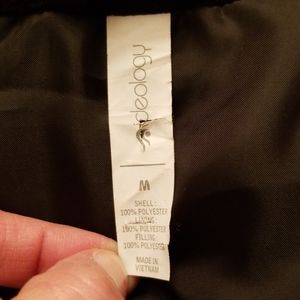 ideology
M
SHELL:
100% POLYESTER
LINING:
100% POLYESTER
FILLING:
100% POLYESTER
MADE IN
VIETNAM